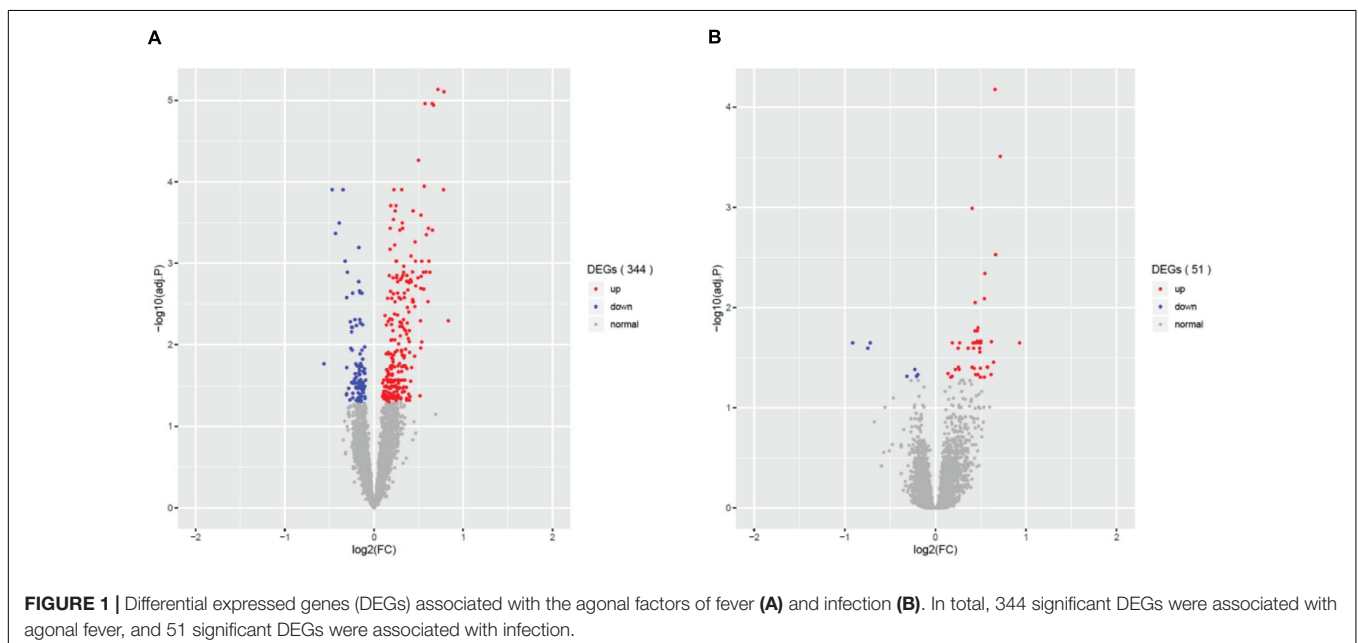 A
5
4
3
2
1
0
−log10(adj.P)
−2
−1
0
1
2
log2(FC)
DEGs ( 344 )
up
down
normal
B
4
3
2
1
0
−log10(adj.P)
−2
−1
0
1
2
log2(FC)
DEGs ( 51 )
up
down
normal
FIGURE 1 | Differential expressed genes (DEGs) associated with the agonal factors of fever (A) and infection (B). In total, 344 significant DEGs were associated with
agonal fever, and 51 significant DEGs were associated with infection.